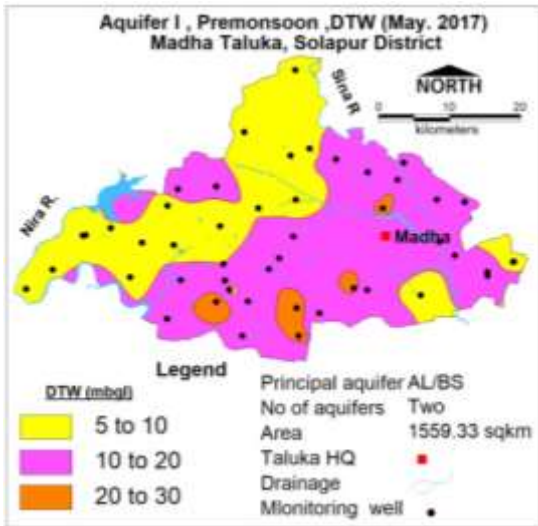 Aquifer I , Premonsoon ,DTW (May. 2017)
Madha Taluka, Solapur District
Sina R
NORTH
0 10 20
kilometers
Nira R.
Madha
Legend
DTW (mbgl)
5 to 10
10 to 20
20 to 30
Principal aquifer AL/BS
No of aquifers Two
Area 1559.33 sqkm
Taluka HQ
Drainage
MIonitoring well